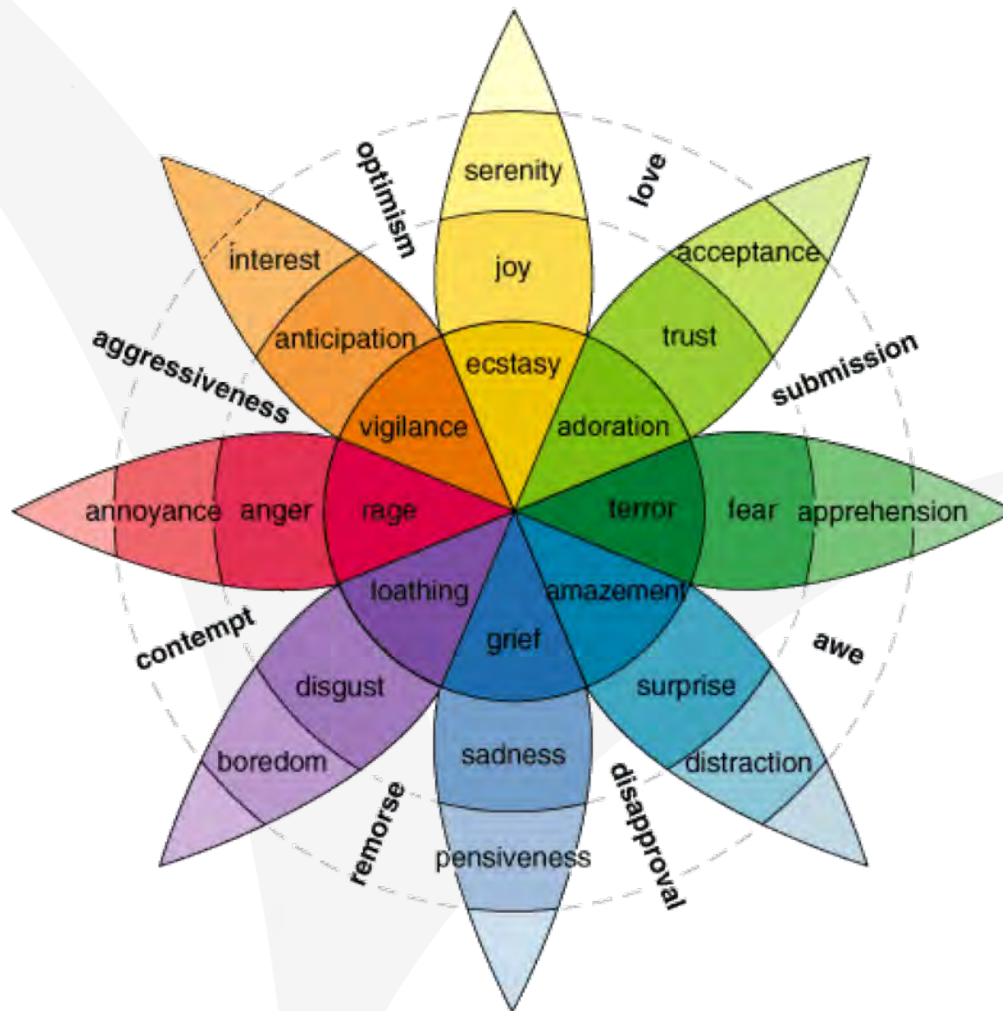 serenity
optimism
love
joy
interest
acceptance
anticipation
trust
ecstasy
aggressiveness
submission
vigilance
adoration
annoyance
anger
rage
terror
fear
apprehension
loathing
amazement
contempt
grief
awe
disgust
surprise
boredom
sadness
distraction
remorse
disapproval
pensiveness